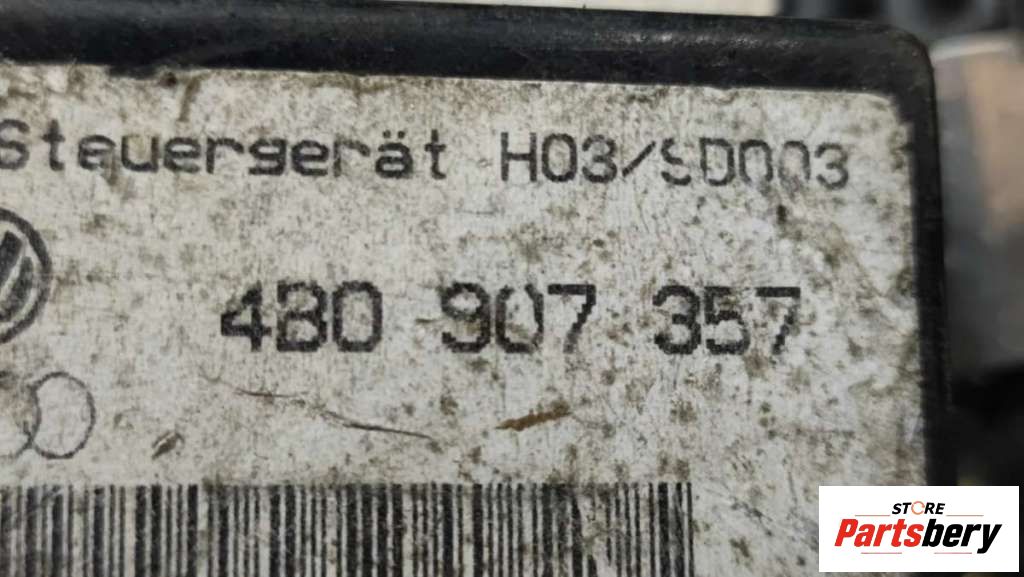 Steuergerät H03/SD003
4B0 907 357
STORE
Partsbery